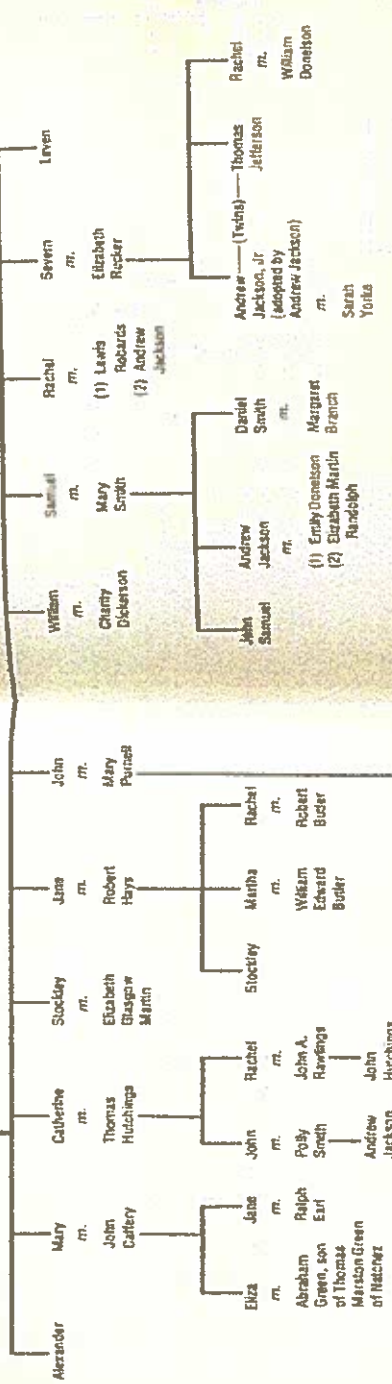 Alexander
Mary
m.
John
Caffery
Eliza
m.
Abraham
Green, son
of Thomas
Marston Green
of Natchez
Jane
m.
Ralph
Earl
Catherine
m.
Thomas
Hutchings
John
m.
Polly
Smith
Andrew
Jackson
Rachel
m.
John A.
Rawlings
John
Hutchings
Stockley
m.
Elizabeth
Glasgow
Martin
Jane
m.
Robert
Hays
Stockley
Martha
m.
William
Edward
Butler
Rachel
m.
Robert
Butler
John
m.
Mary
Purnell
William
m.
Charity
Dickerson
Samuel
m.
Mary
Smith
John
Samuel
Andrew
Jackson
m.
(1) Emily Donelson
(2) Elizabeth Martin
Randolph
Daniel
Smith
m.
Margaret
Branch
Rachel
m.
(1) Lewis
Robards
(2) Andrew
Jackson
Severn
m.
Elizabeth
Rucker
Andrew — (Twins) — Thomas
Jackson, Jr
(adopted by
Andrew Jackson)
m.
Sarah
Yorke
Jefferson
Rachel
m.
William
Donelson
Leven